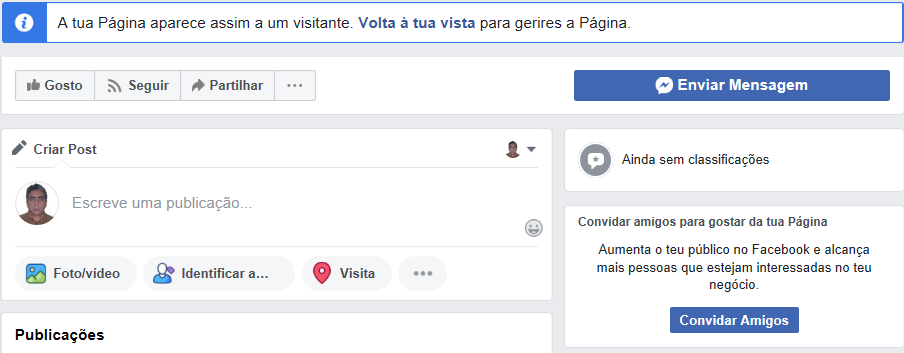 A tua Página aparece assim a um visitante. Volta à tua vista para gerires a Página.
Gosto Seguir Partilhar
Enviar Mensagem
Criar Post
Escreve uma publicação...
Foto/vídeo Identificar a... Visita
Publicações
Ainda sem classificações
Convidar amigos para gostar da tua Página
Aumenta o teu público no Facebook e alcança
mais pessoas que estejam interessadas no teu
negócio.
Convidar Amigos